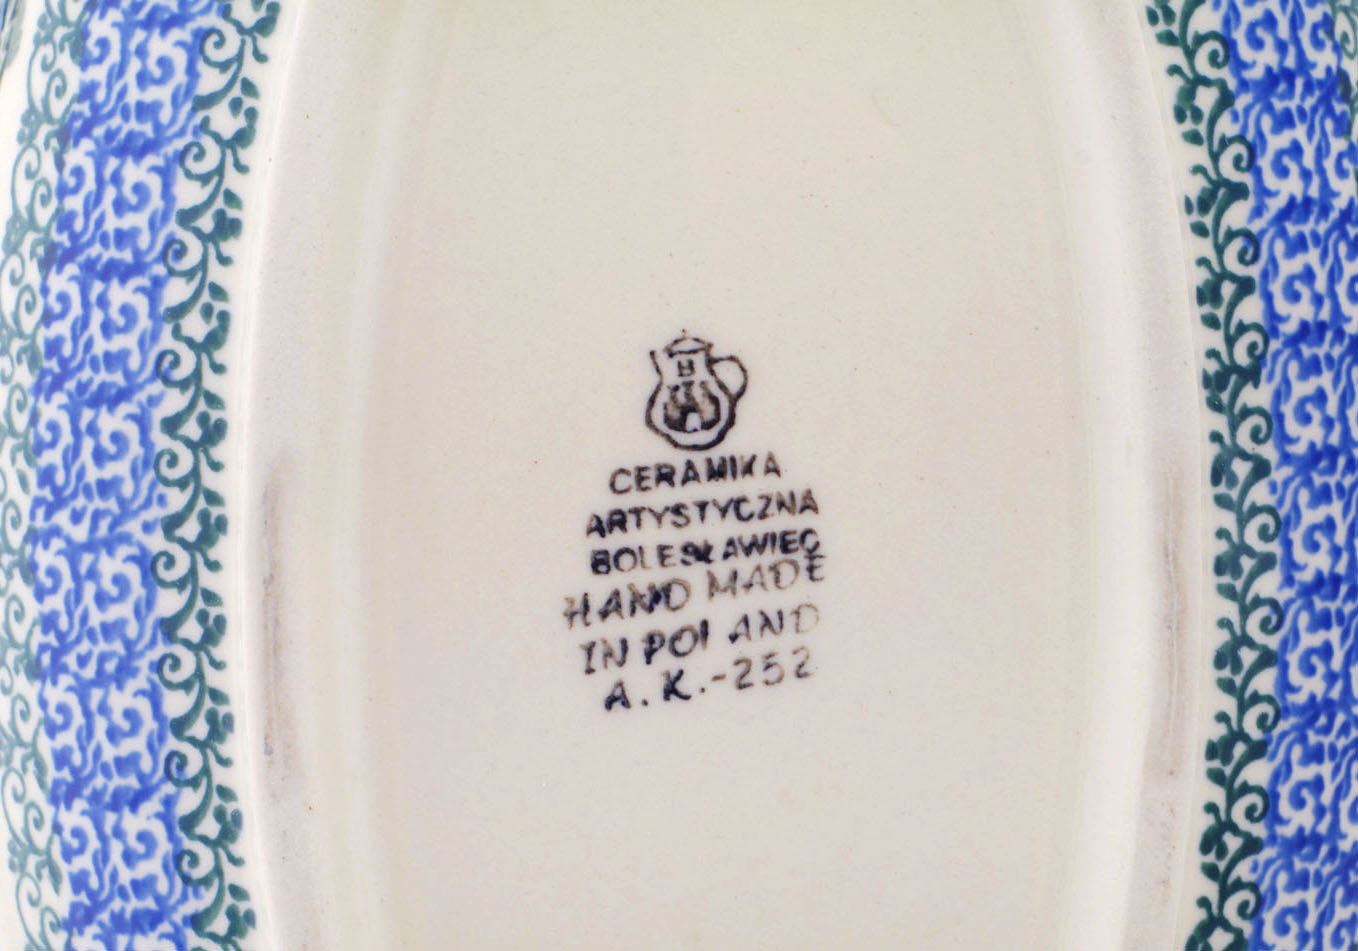 B
CERAMIKA
ARTYSTYCZNA
BOLESŁAWIEC
HAND MADE
IN POLAND
A.K.-252